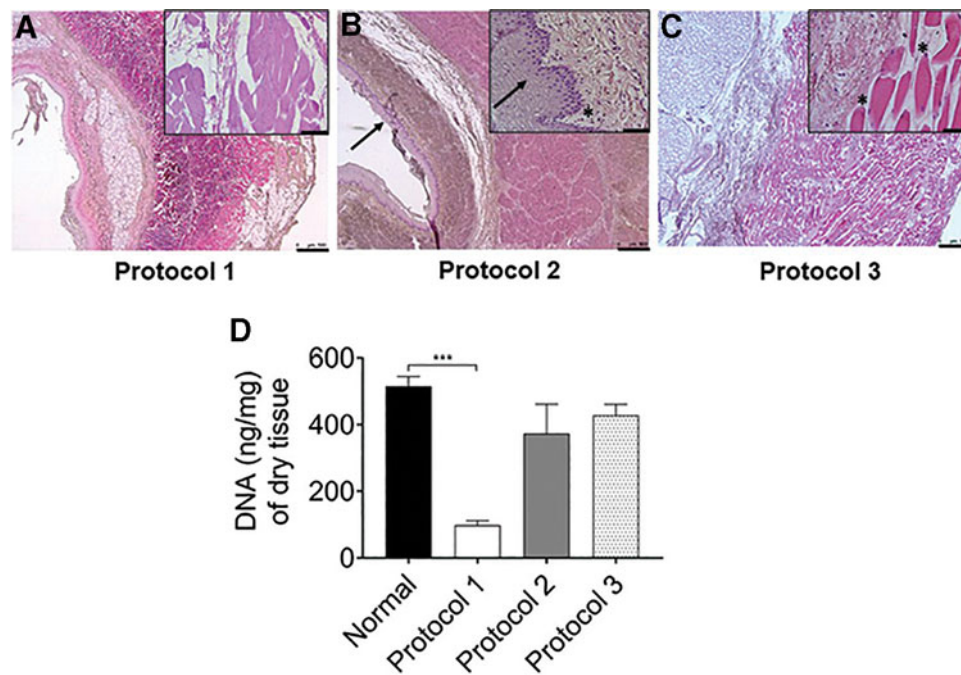 A
B
C
*
*
*
Protocol 1
Protocol 2
Protocol 3
D
DNA (ng/mg)
of dry tissue
600
400
200
0
***
Normal
Protocol 1
Protocol 2
Protocol 3